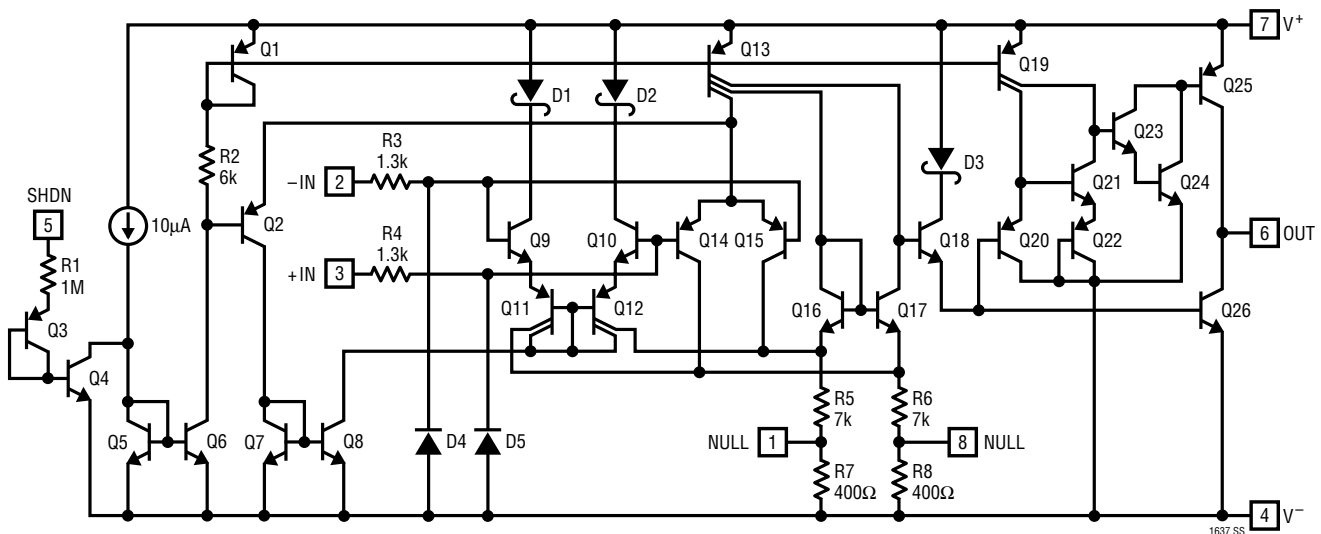 7 V+
Q1
Q13
Q19
Q25
D1
D2
Q23
R3
1.3k
R2
6k
D3
−IN 2
Q21
Q24
SHDN
5
10µA
Q2
R4
1.3k
Q9
Q10
Q14
Q15
Q18
Q20
Q22
6 OUT
+IN 3
R1
1M
Q11
Q12
Q16
Q17
Q26
Q3
Q4
R5
7k
R6
7k
Q5
Q6
Q7
Q8
D4
D5
NULL 1
8 NULL
R7
400Ω
R8
400Ω
4 V−
1637 SS